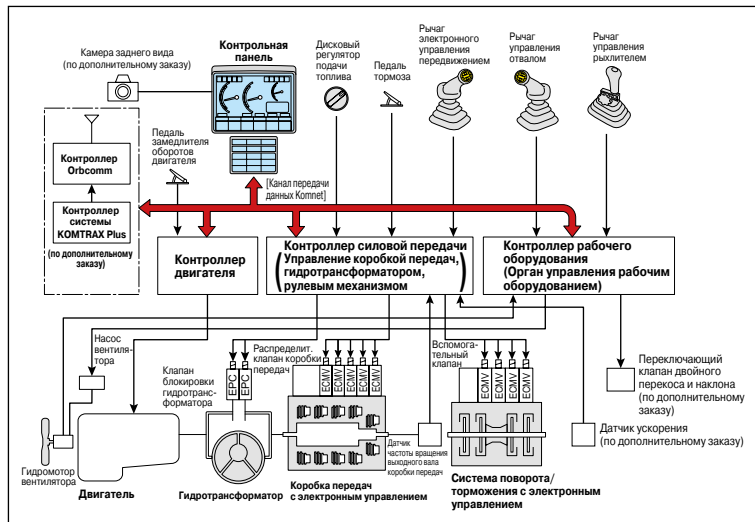 Камера заднего вида
(по дополнительному заказу)
Контрольная
панель
Дисковый
регулятор
подачи
топлива
Педаль
тормоза
Рычаг
электронного
управления
передвижением
Рычаг
управления
отвалом
Рычаг
управления
рыхлителем
Педаль
замедлителя
оборотов
двигателя
Контроллер
Orbcomm
Контроллер
системы
KOMTRAX Plus
(по дополнительному
заказу)
[Канал передачи
данных Komnet]
Контроллер
двигателя
Контроллер силовой передачи
(Управление коробкой передач,
гидротрансформатором,
рулевым механизмом)
Контроллер рабочего
оборудования
(Орган управления рабочим
оборудованием)
Насос
вентиля-
тора
Клапан
блокировки
гидротранс-
форматора
Распределит.
клапан коробки
передач
Вспомога-
тельный
клапан
EPC
EPC
ECMV
ECMV
ECMV
ECMV
ECMV
ECMV
ECMV
ECMV
ECMV
Переключающий
клапан двойного
перекоса и наклона
(по дополнительному
заказу)
Датчик ускорения
(по дополнительному заказу)
Датчик
частоты вращения
выходного вала
коробки передач
Гидромотор
вентилятора
Двигатель
Гидротрансформатор
Коробка передач
с электронным управлением
Система поворота/
торможения с электронным
управлением